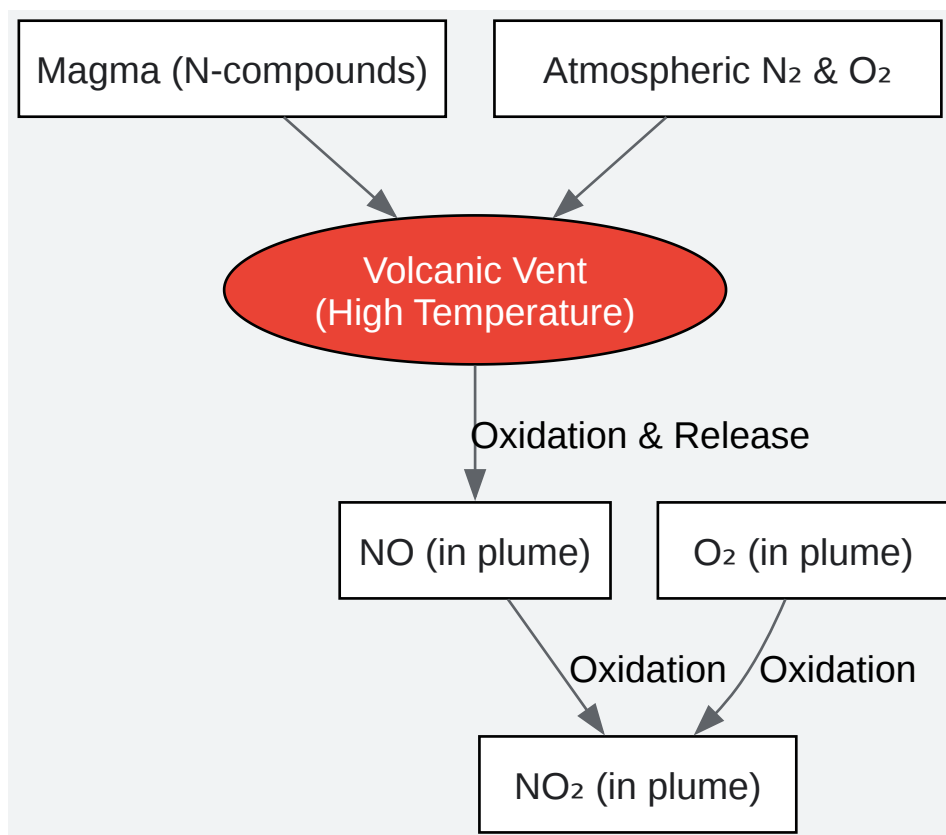 Magma (N-compounds)
Atmospheric N₂ & O₂
Volcanic Vent
(High Temperature)
Oxidation & Release
NO (in plume)
O₂ (in plume)
Oxidation
Oxidation
NO₂ (in plume)